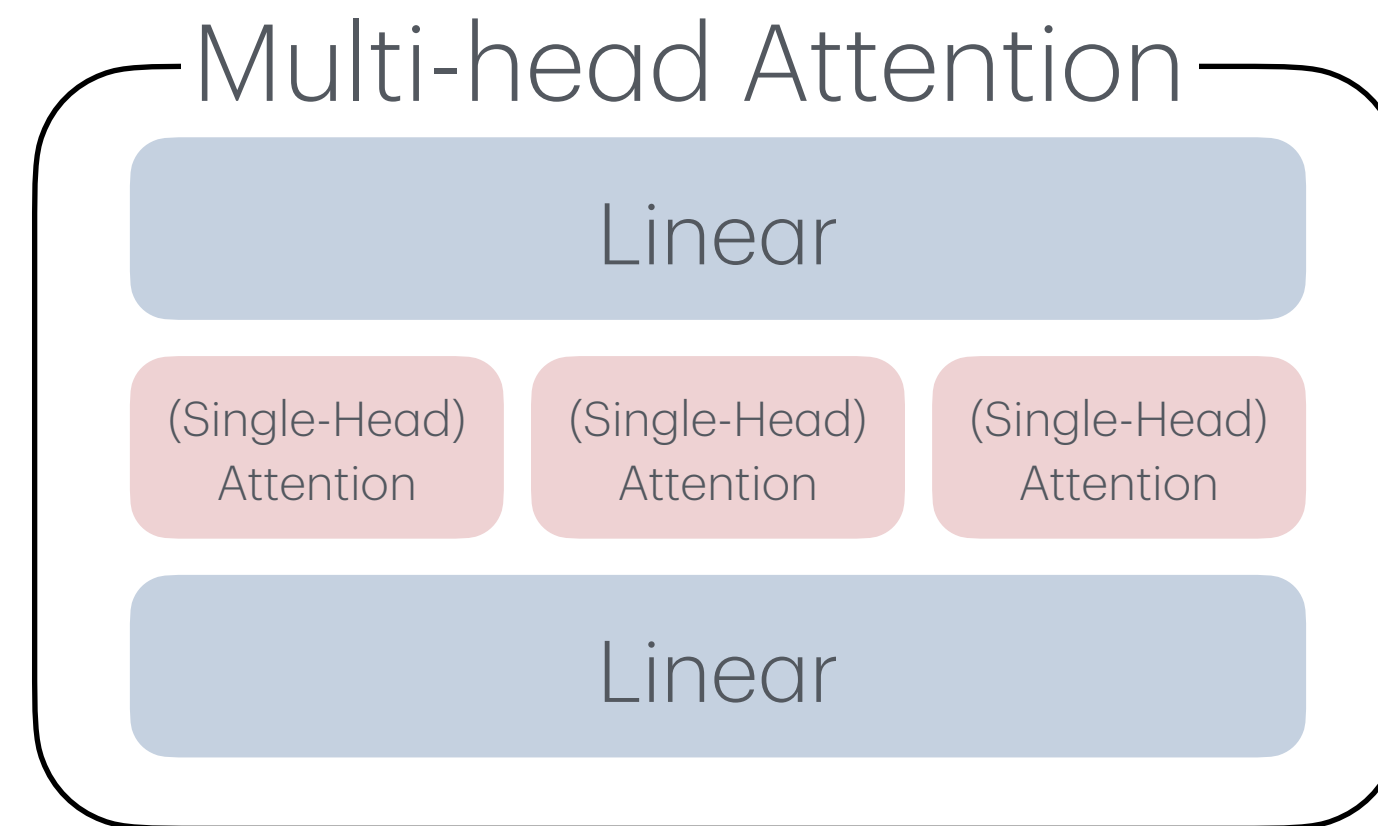 Multi-head Attention
Linear
(Single-Head)
Attention
(Single-Head)
Attention
(Single-Head)
Attention
Linear